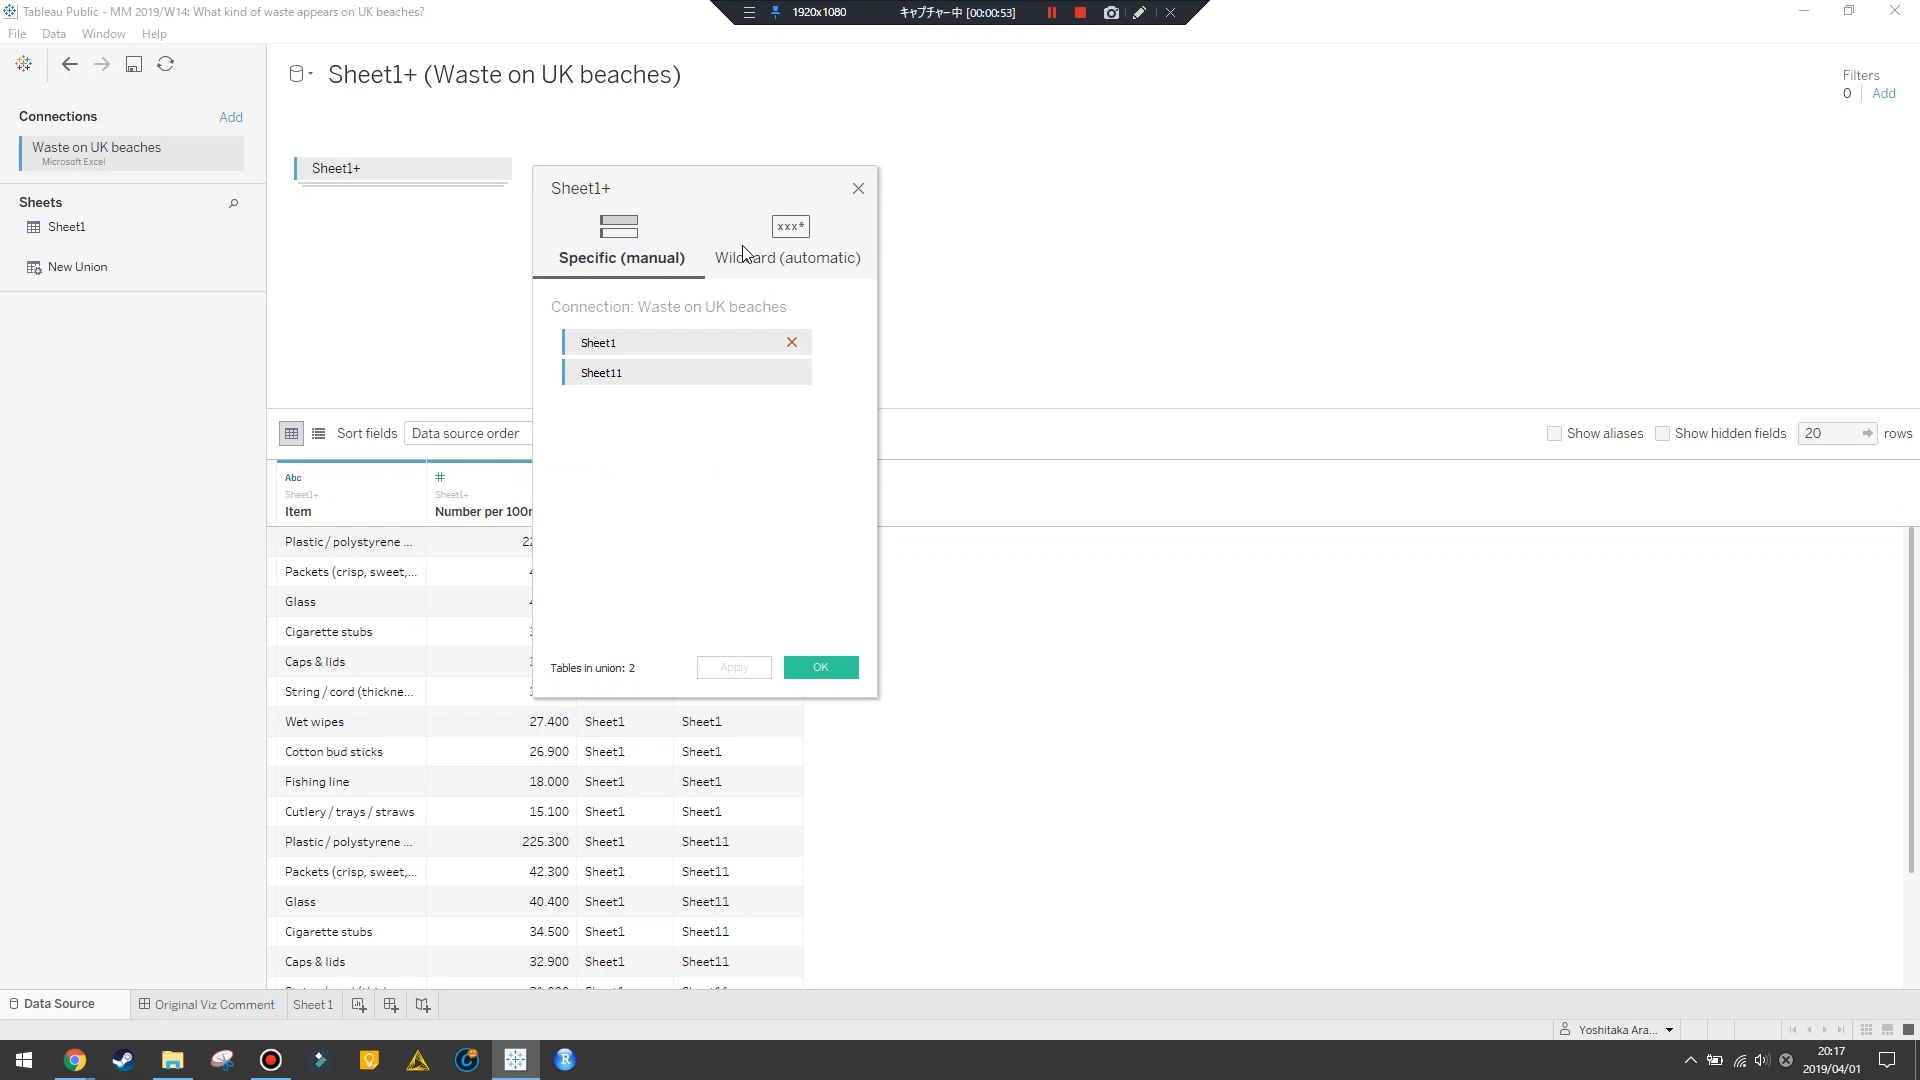 Tableau Public - MM 2019/W14: What kind of waste appears on UK beaches?
1920x1080
キャプチャー中 [00:00:53]
File Data Window Help
Sheet1+ (Waste on UK beaches)
Filters
0 Add
Connections Add
Waste on UK beaches
Microsoft Excel
Sheets
Sheet1
New Union
Sheet1+
Sheet1+
xxx*
Specific (manual) Wildcard (automatic)
Connection: Waste on UK beaches
Sheet1
Sheet11
Tables in union: 2 Apply OK
Sort fields Data source order
Show aliases Show hidden fields 20 rows
Abc #
Sheet1+ Sheet1+
Item Number per 100
Plastic / polystyrene ... 22
Packets (crisp, sweet,...
Glass
Cigarette stubs
Caps & lids
String / cord (thickne...
Wet wipes 27.400 Sheet1 Sheet1
Cotton bud sticks 26.900 Sheet1 Sheet1
Fishing line 18.000 Sheet1 Sheet1
Cutlery / trays / straws 15.100 Sheet1 Sheet1
Plastic / polystyrene ... 225.300 Sheet1 Sheet11
Packets (crisp, sweet,... 42.300 Sheet1 Sheet11
Glass 40.400 Sheet1 Sheet11
Cigarette stubs 34.500 Sheet1 Sheet11
Caps & lids 32.900 Sheet1 Sheet11
Data Source Original Viz Comment Sheet 1
Yoshitaka Ara...
20:17
2019/04/01